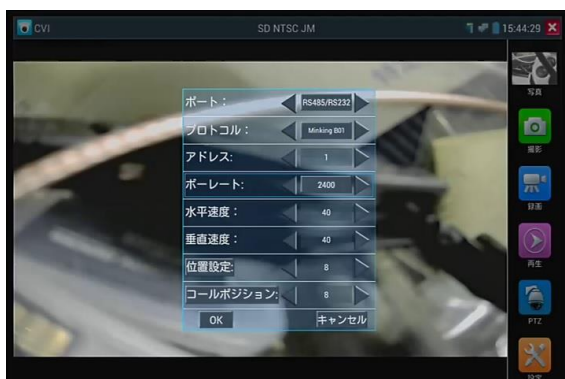 CVI
SD NTSC JM
15:44:29
ポート： RS485/RS232
プロトコル： Minking B01
アドレス: 1
ボーレート: 2400
水平速度： 40
垂直速度： 40
位置設定: 8
コールポジション: 8
OK キャンセル
写真
撮影
録画
再生
PTZ
設定